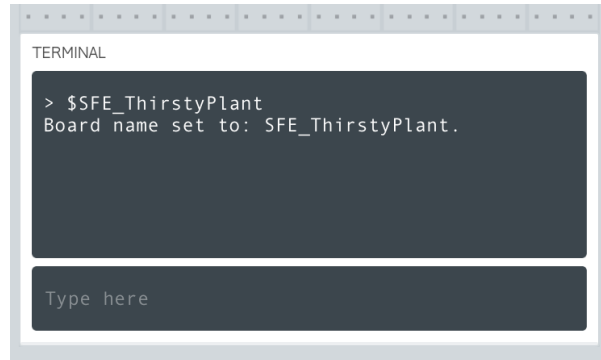 TERMINAL
> $SFE_ThirstyPlant
Board name set to: SFE_ThirstyPlant.
Type here